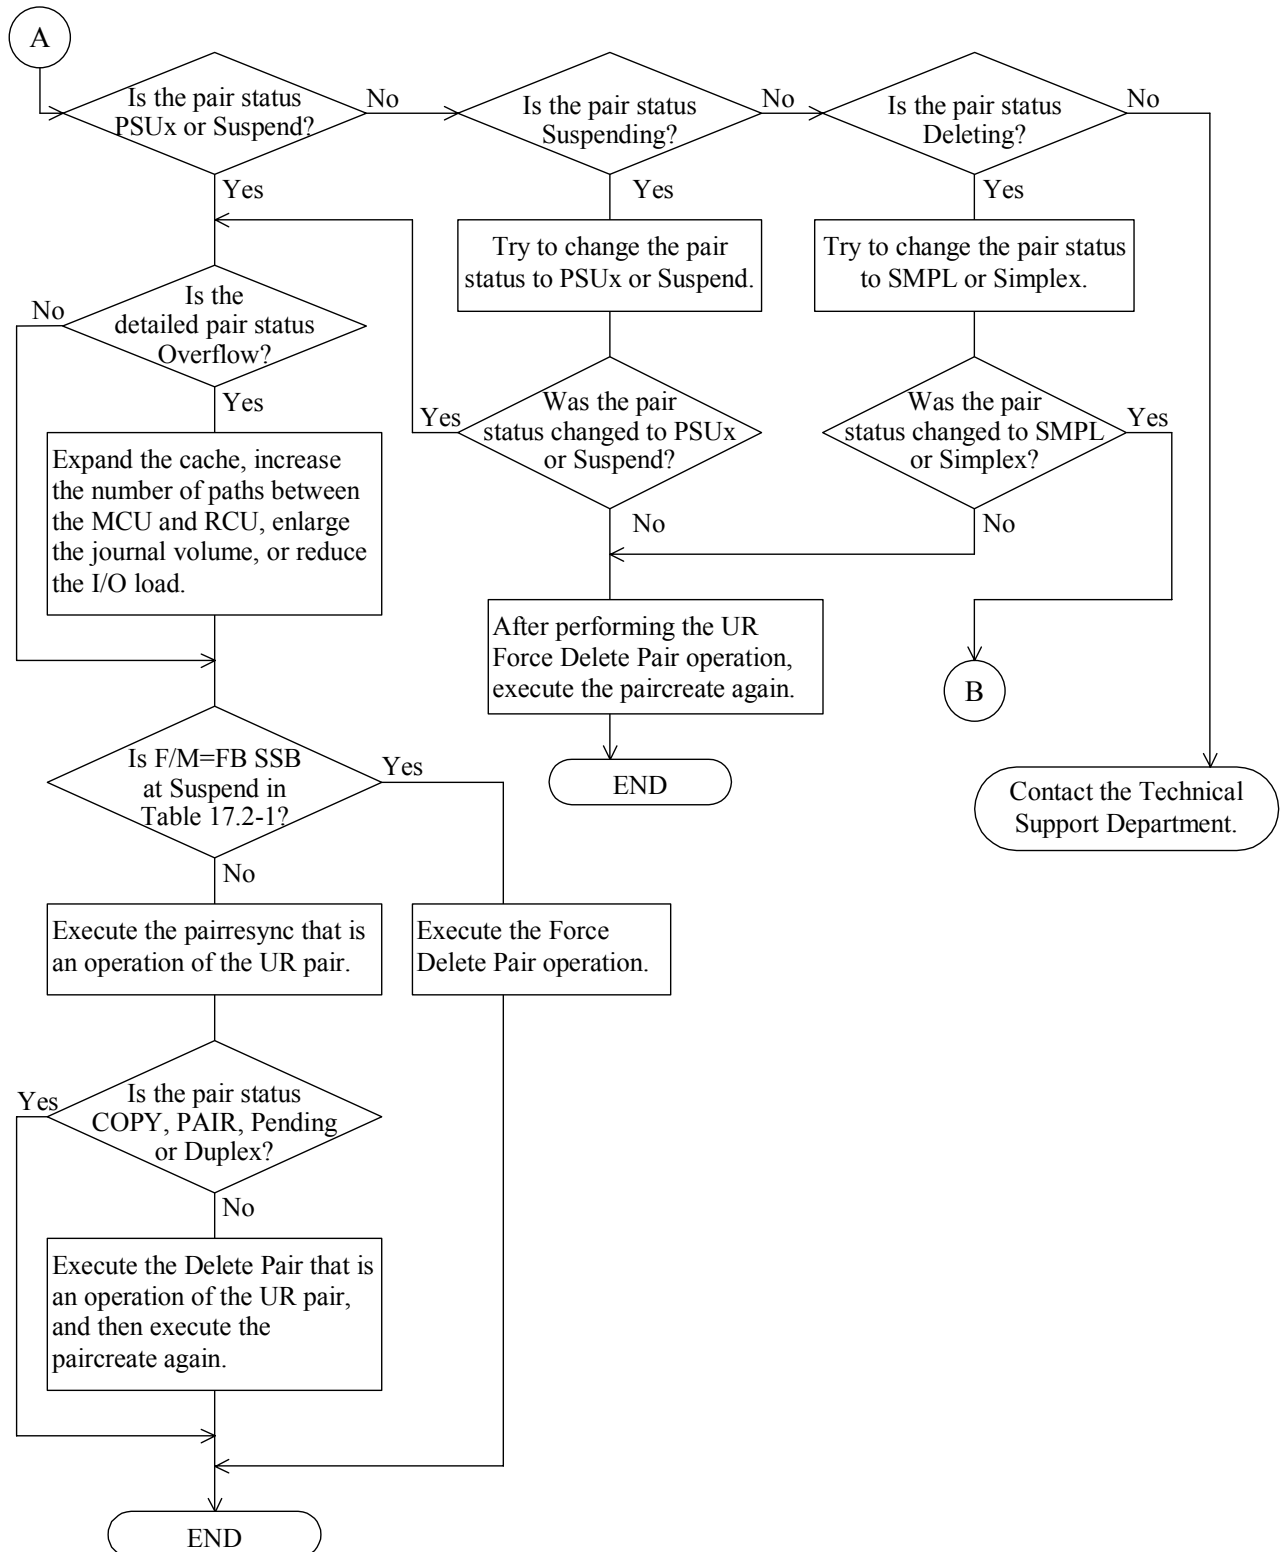 A
Is the pair status
PSUx or Suspend?
No
Yes
Is the pair status
Suspending?
No
Yes
Is the pair status
Deleting?
No
Yes
Try to change the pair
status to PSUx or Suspend.
Try to change the pair status
to SMPL or Simplex.
Is the
detailed pair status
Overflow?
No
Yes
Was the pair
status changed to PSUx
or Suspend?
Yes
No
Was the pair
status changed to SMPL
or Simplex?
Yes
No
Expand the cache, increase
the number of paths between
the MCU and RCU, enlarge
the journal volume, or reduce
the I/O load.
After performing the UR
Force Delete Pair operation,
execute the paircreate again.
END
B
Contact the Technical
Support Department.
Is F/M=FB SSB
at Suspend in
Table 17.2-1?
Yes
No
Execute the pairresync that is
an operation of the UR pair.
Execute the Force
Delete Pair operation.
Is the pair status
COPY, PAIR, Pending
or Duplex?
Yes
No
Execute the Delete Pair that is
an operation of the UR pair,
and then execute the
paircreate again.
END